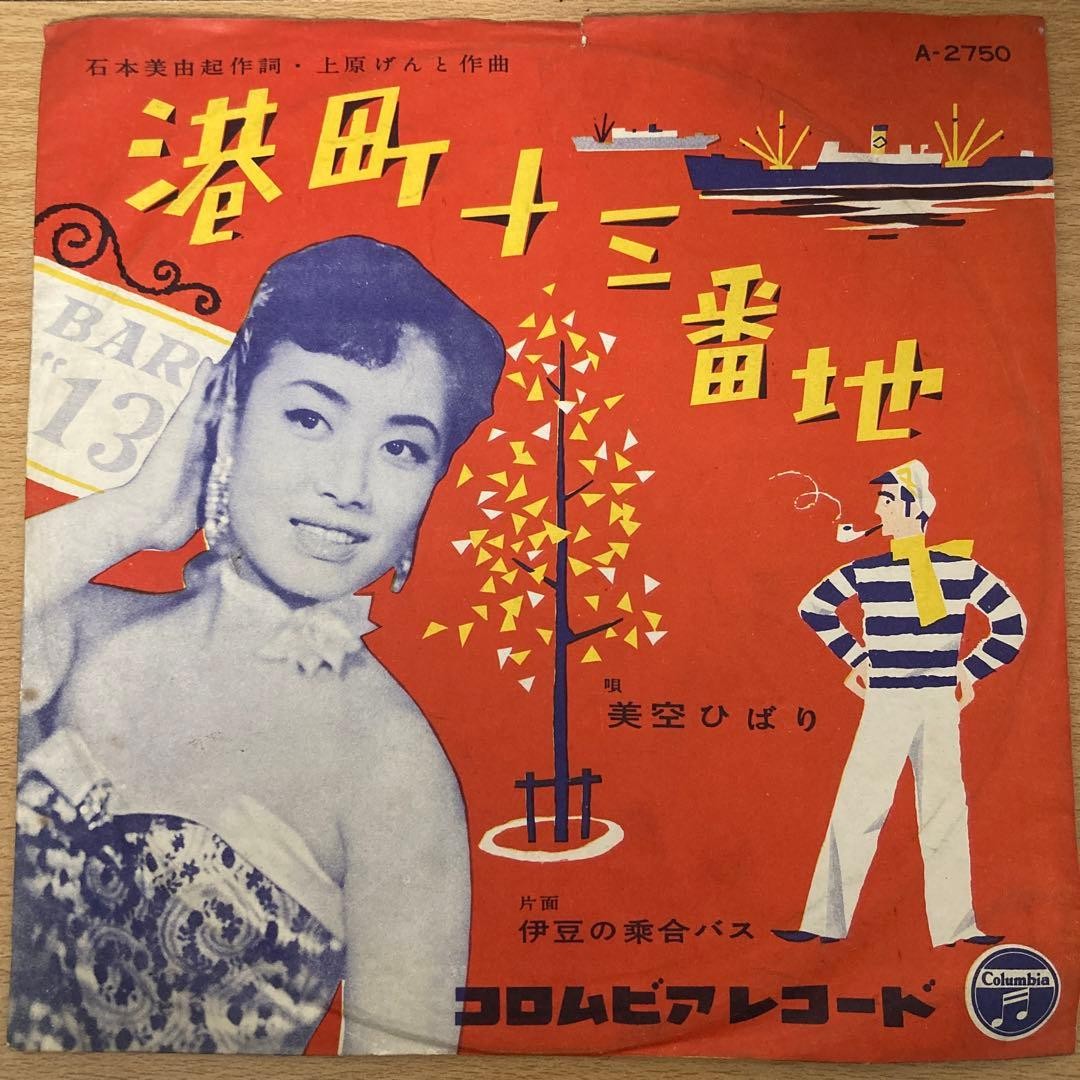 石本美由起作詞・上原げんと作曲
A-2750
港町十三番地
BAR
"13
唄
美空ひばり
片面
伊豆の乗合バス
コロムビアレコード
Columbia